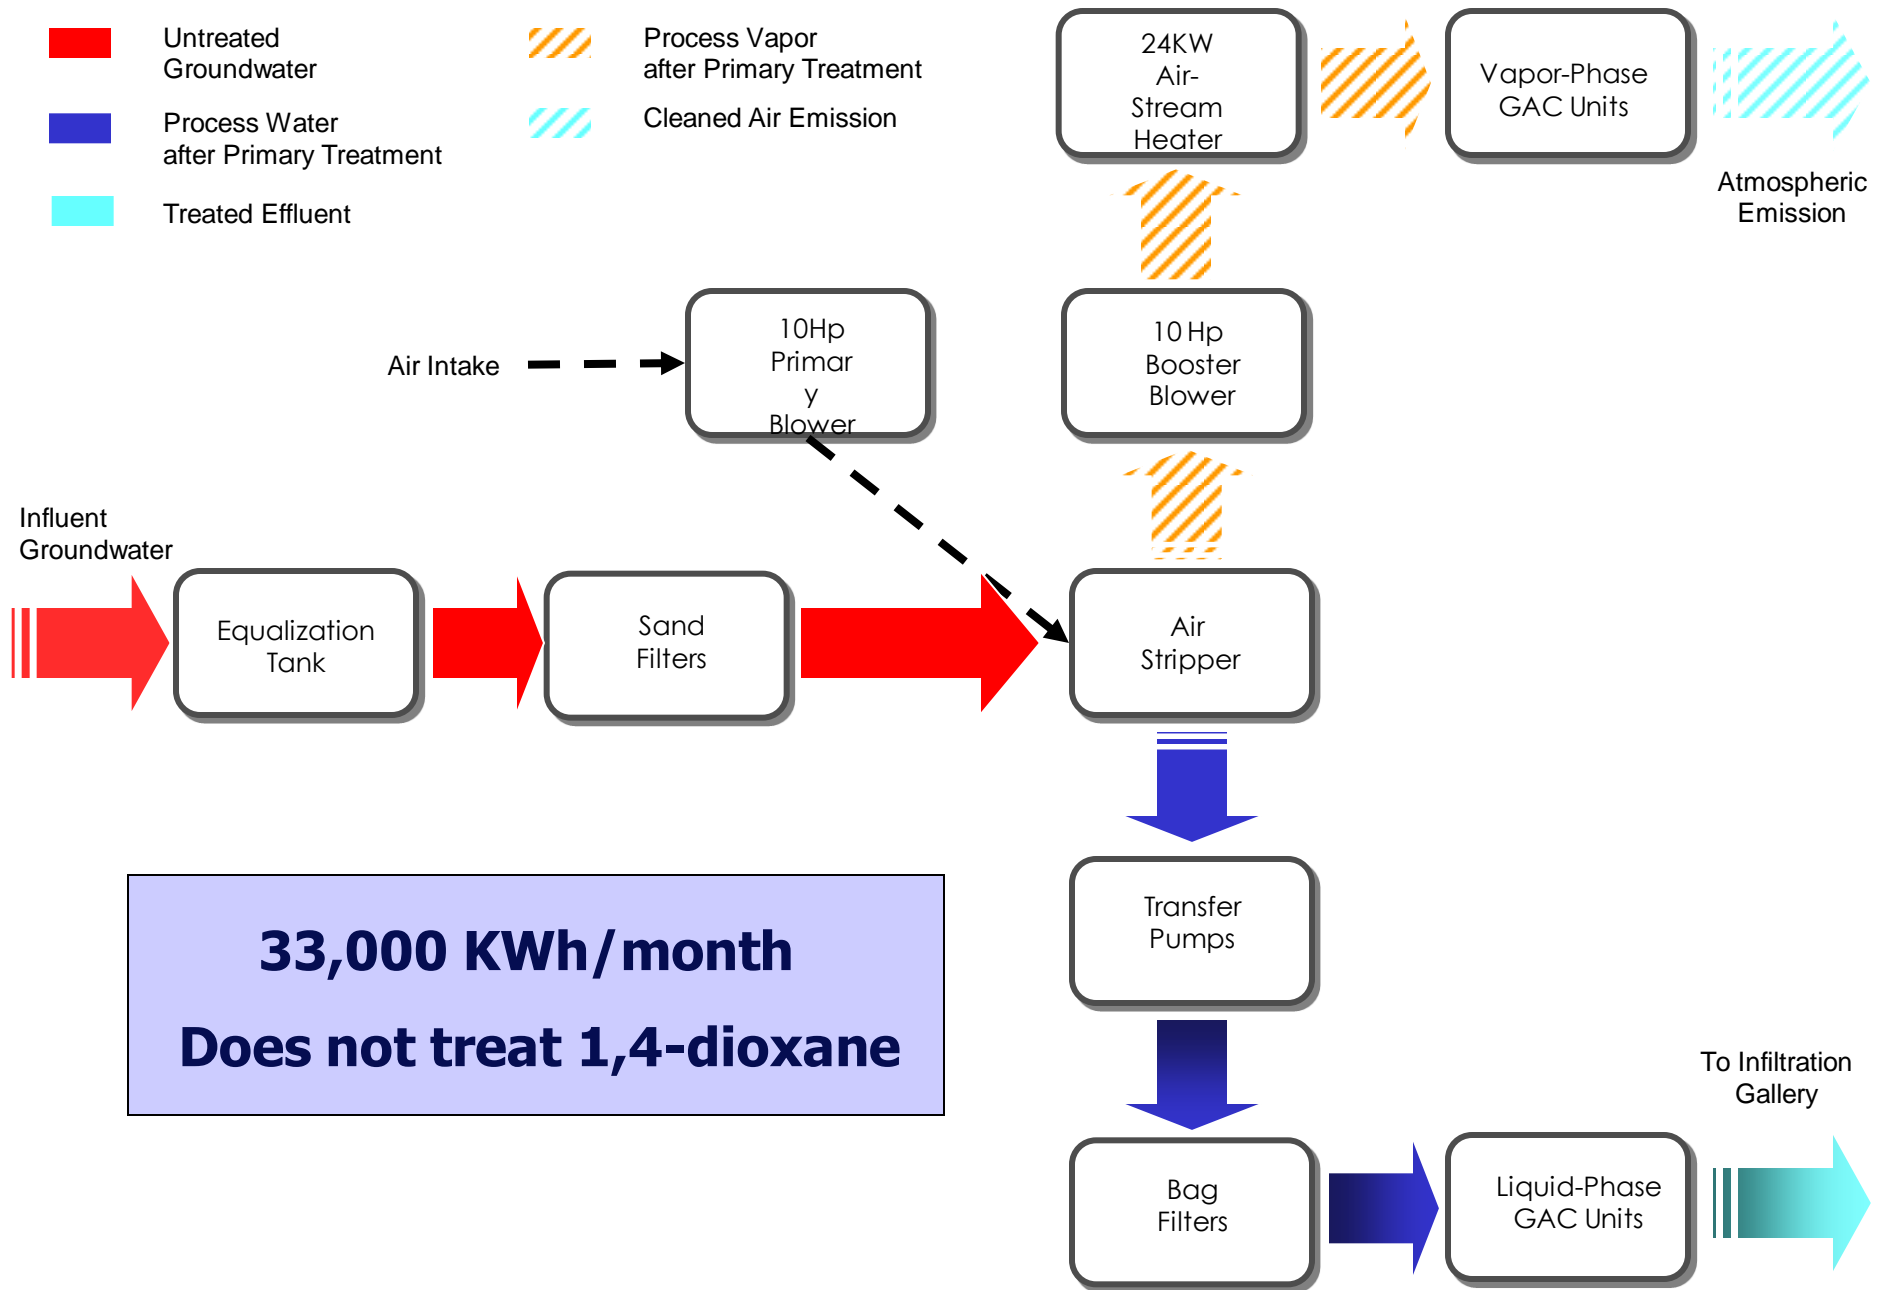 Untreated
Groundwater
Process Water
after Primary Treatment
Treated Effluent
Process Vapor
after Primary Treatment
Cleaned Air Emission
24KW
Air-
Stream
Heater
Vapor-Phase
GAC Units
Atmospheric
Emission
Air Intake
10Hp
Primar
y
Blower
10 Hp
Booster
Blower
Influent
Groundwater
Equalization
Tank
Sand
Filters
Air
Stripper
Transfer
Pumps
33,000 KWh/month
Does not treat 1,4-dioxane
Bag
Filters
Liquid-Phase
GAC Units
To Infiltration
Gallery